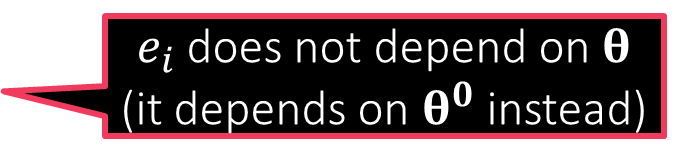 𝑒ᵢ does not depend on 𝛉
(it depends on 𝛉⁰ instead)